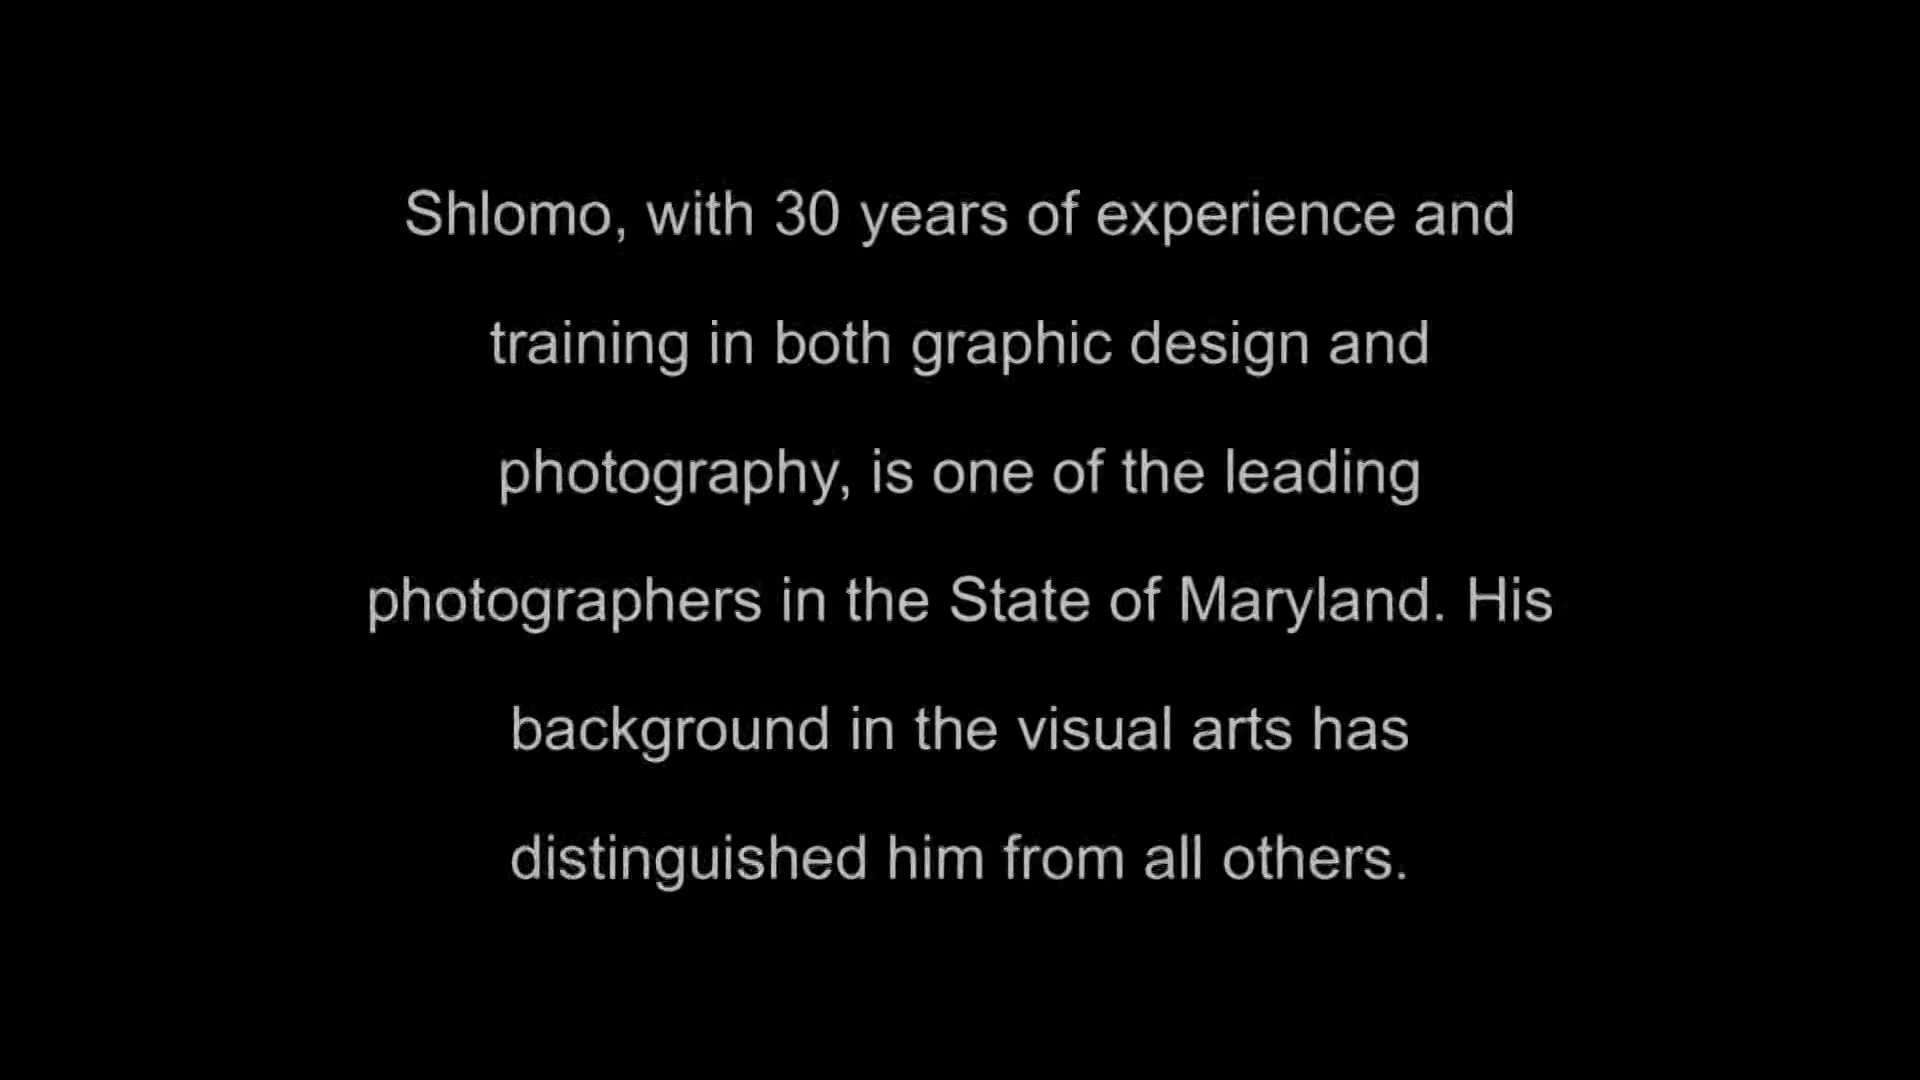 Shlomo, with 30 years of experience and
training in both graphic design and
photography, is one of the leading
photographers in the State of Maryland. His
background in the visual arts has
distinguished him from all others.